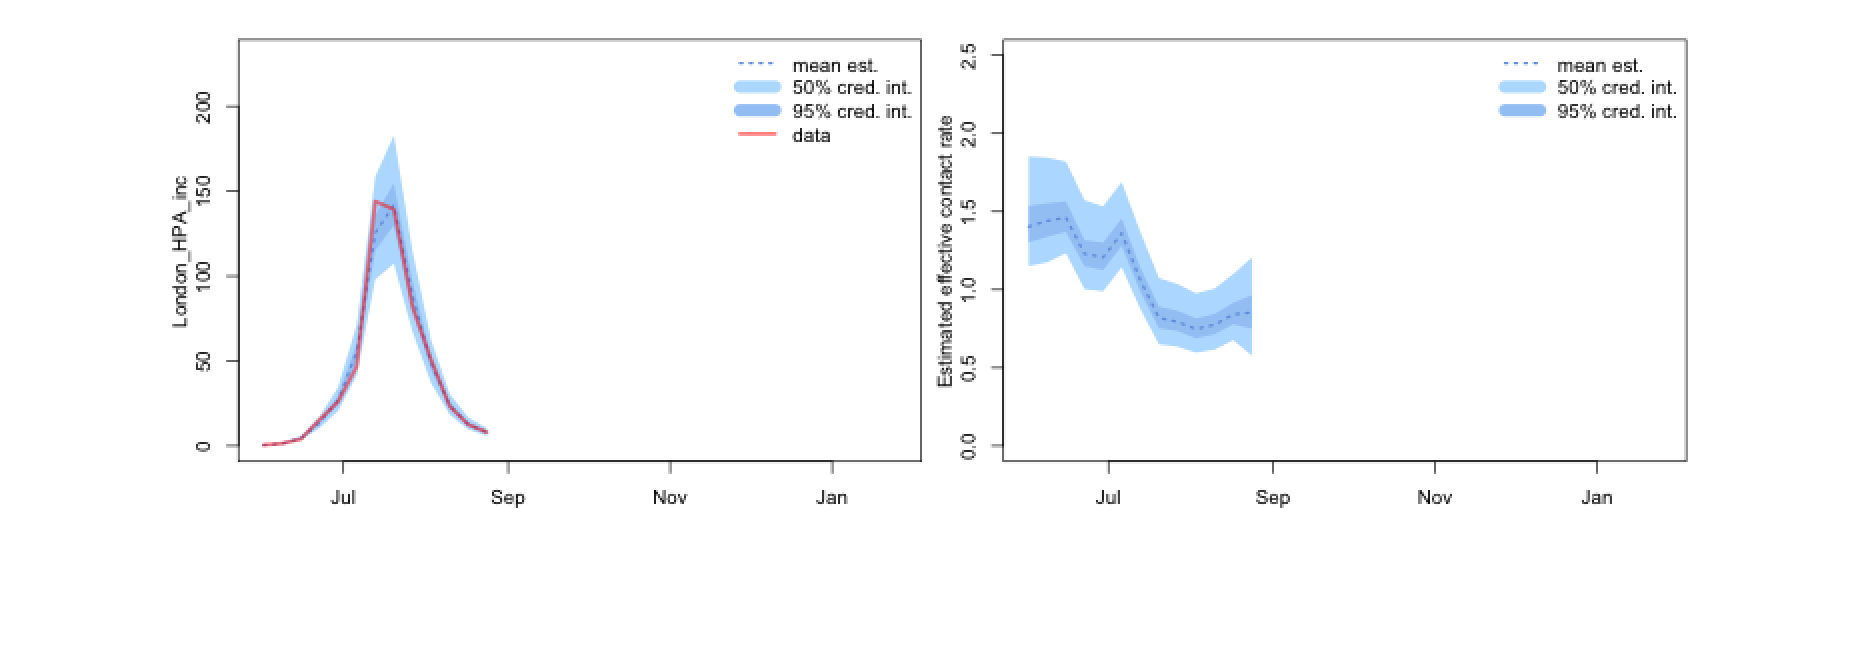 mean est.
50% cred. int.
95% cred. int.
data
London_HPA_inc
200
150
100
50
0
Jul Sep Nov Jan
mean est.
50% cred. int.
95% cred. int.
Estimated effective contact rate
2.5
2.0
1.5
1.0
0.5
0.0
Jul Sep Nov Jan